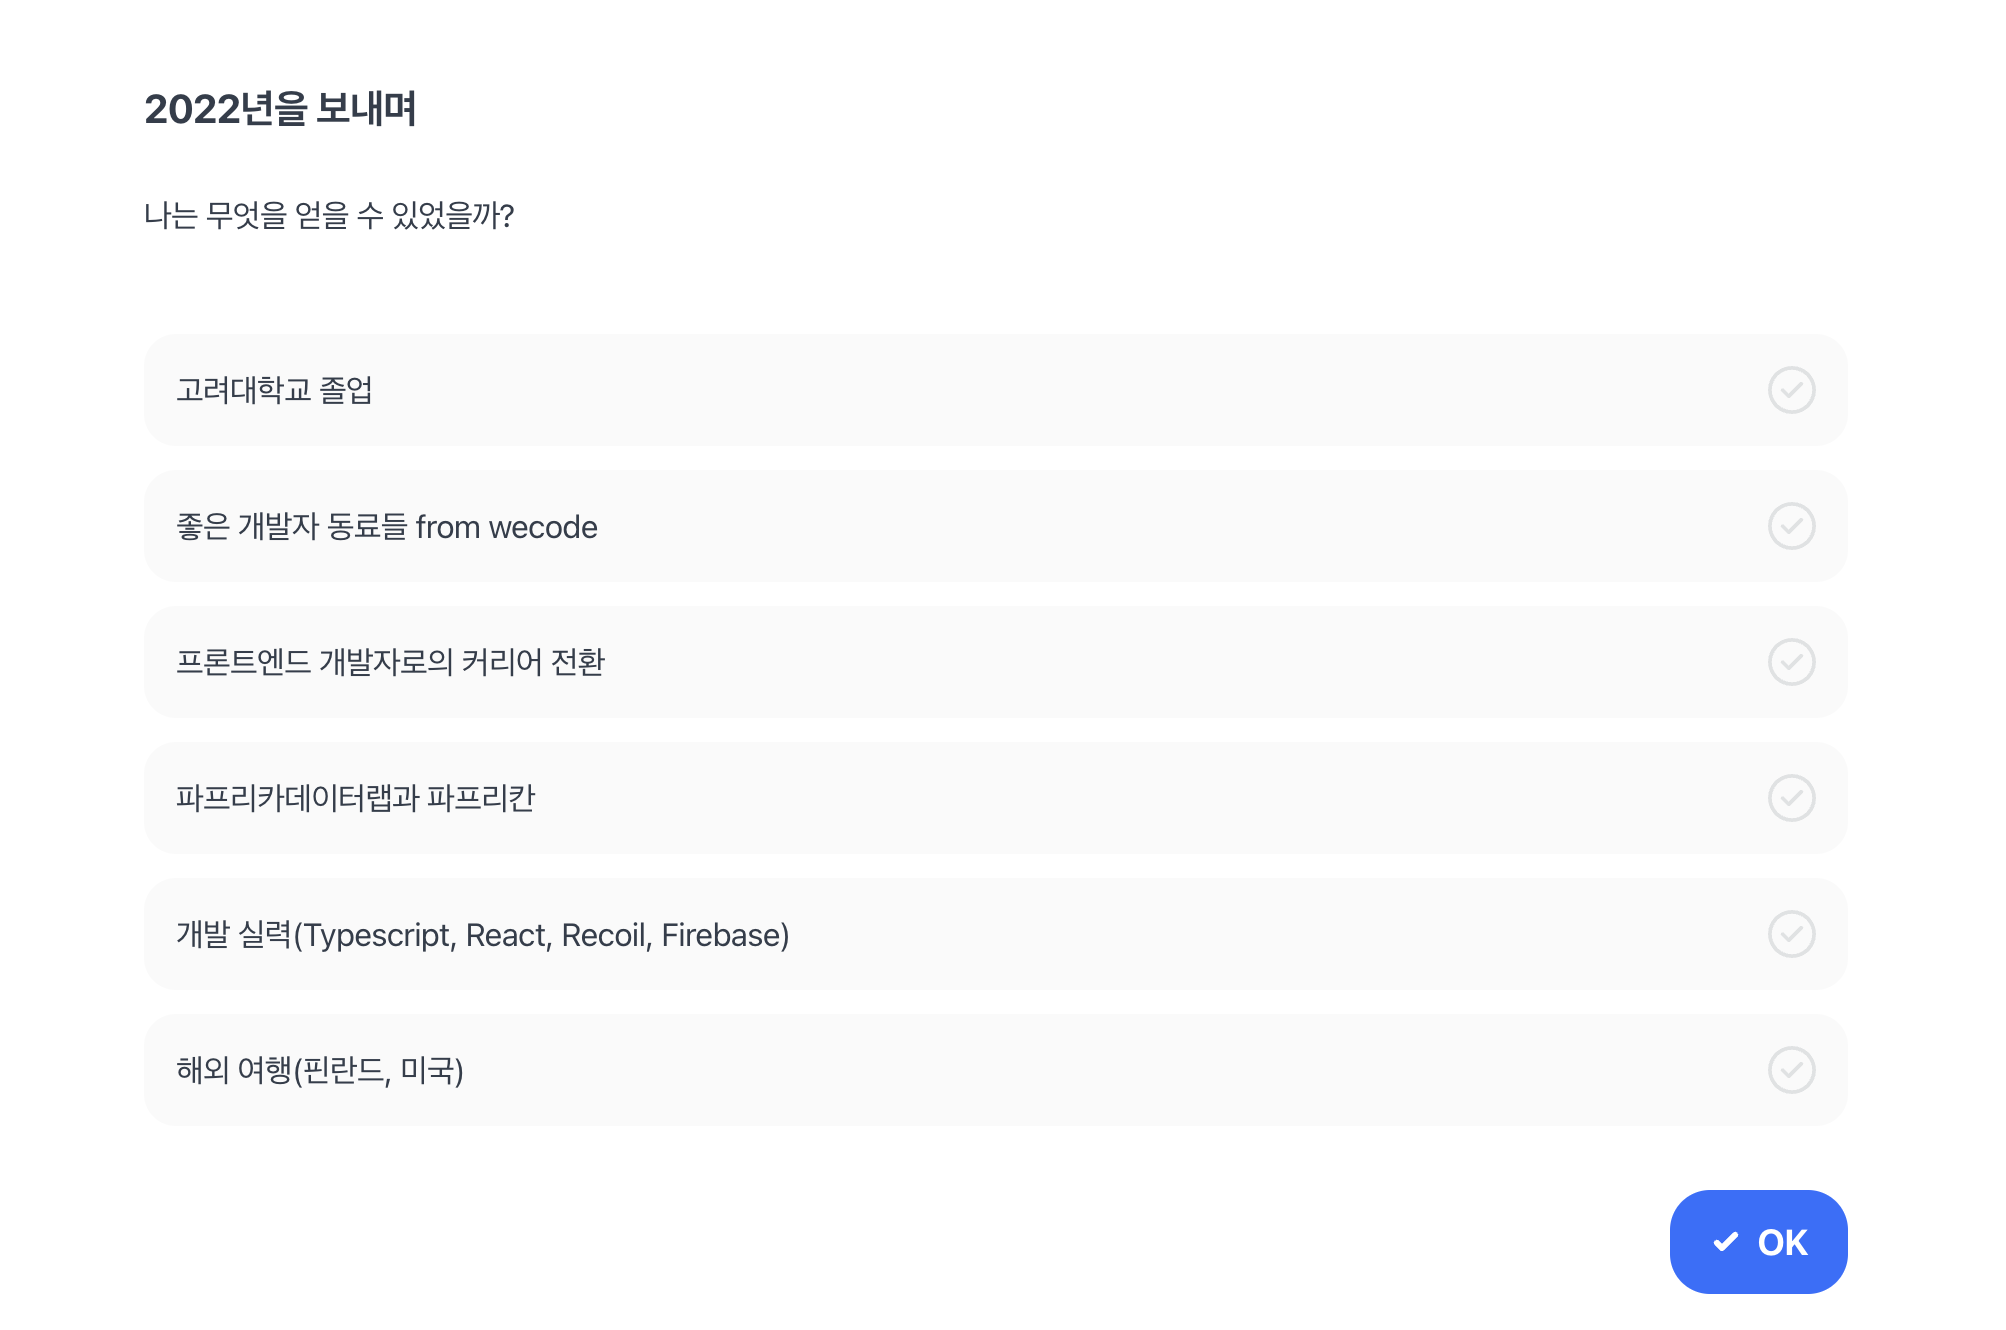 2022년을 보내며
나는 무엇을 얻을 수 있었을까?
고려대학교 졸업
좋은 개발자 동료들 from wecode
프론트엔드 개발자로의 커리어 전환
파프리카데이터랩과 파프리칸
개발 실력(Typescript, React, Recoil, Firebase)
해외 여행(핀란드, 미국)
OK